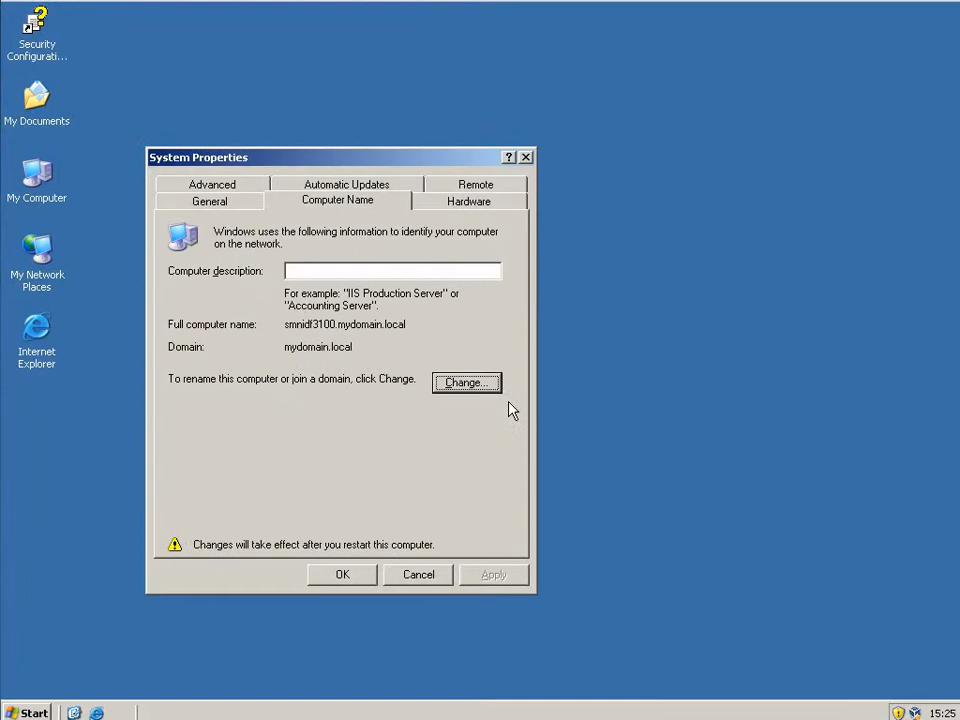 Security
Configurati...
My Documents
My Computer
My Network
Places
Internet
Explorer
System Properties
Advanced
Automatic Updates
Remote
General
Computer Name
Hardware
Windows uses the following information to identify your computer
on the network.
Computer description:
For example: "IIS Production Server" or
"Accounting Server".
Full computer name: smnidf3100.mydomain.local
Domain: mydomain.local
To rename this computer or join a domain, click Change.
Change...
Changes will take effect after you restart this computer.
OK
Cancel
Apply
Start
15:25